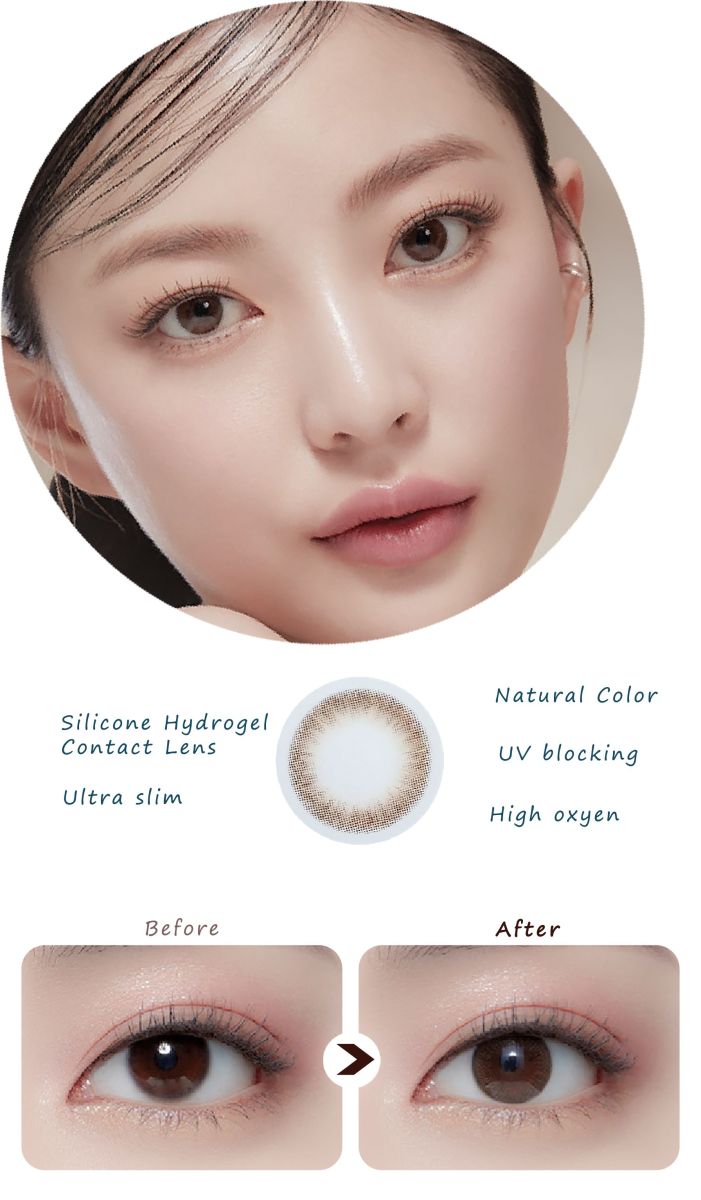 Natural Color
Silicone Hydrogel
Contact Lens
UV blocking
Ultra slim
High oxyen
Before
After